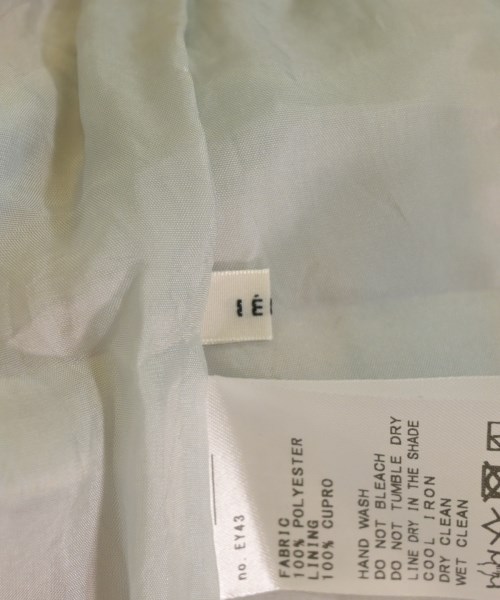 no. EY43
FABRIC
100% POLYESTER
LINING
100% CUPRO
HAND WASH
DO NOT BLEACH
DO NOT TUMBLE DRY
LINE DRY IN THE SHADE
COOL IRON
DRY CLEAN
WET CLEAN